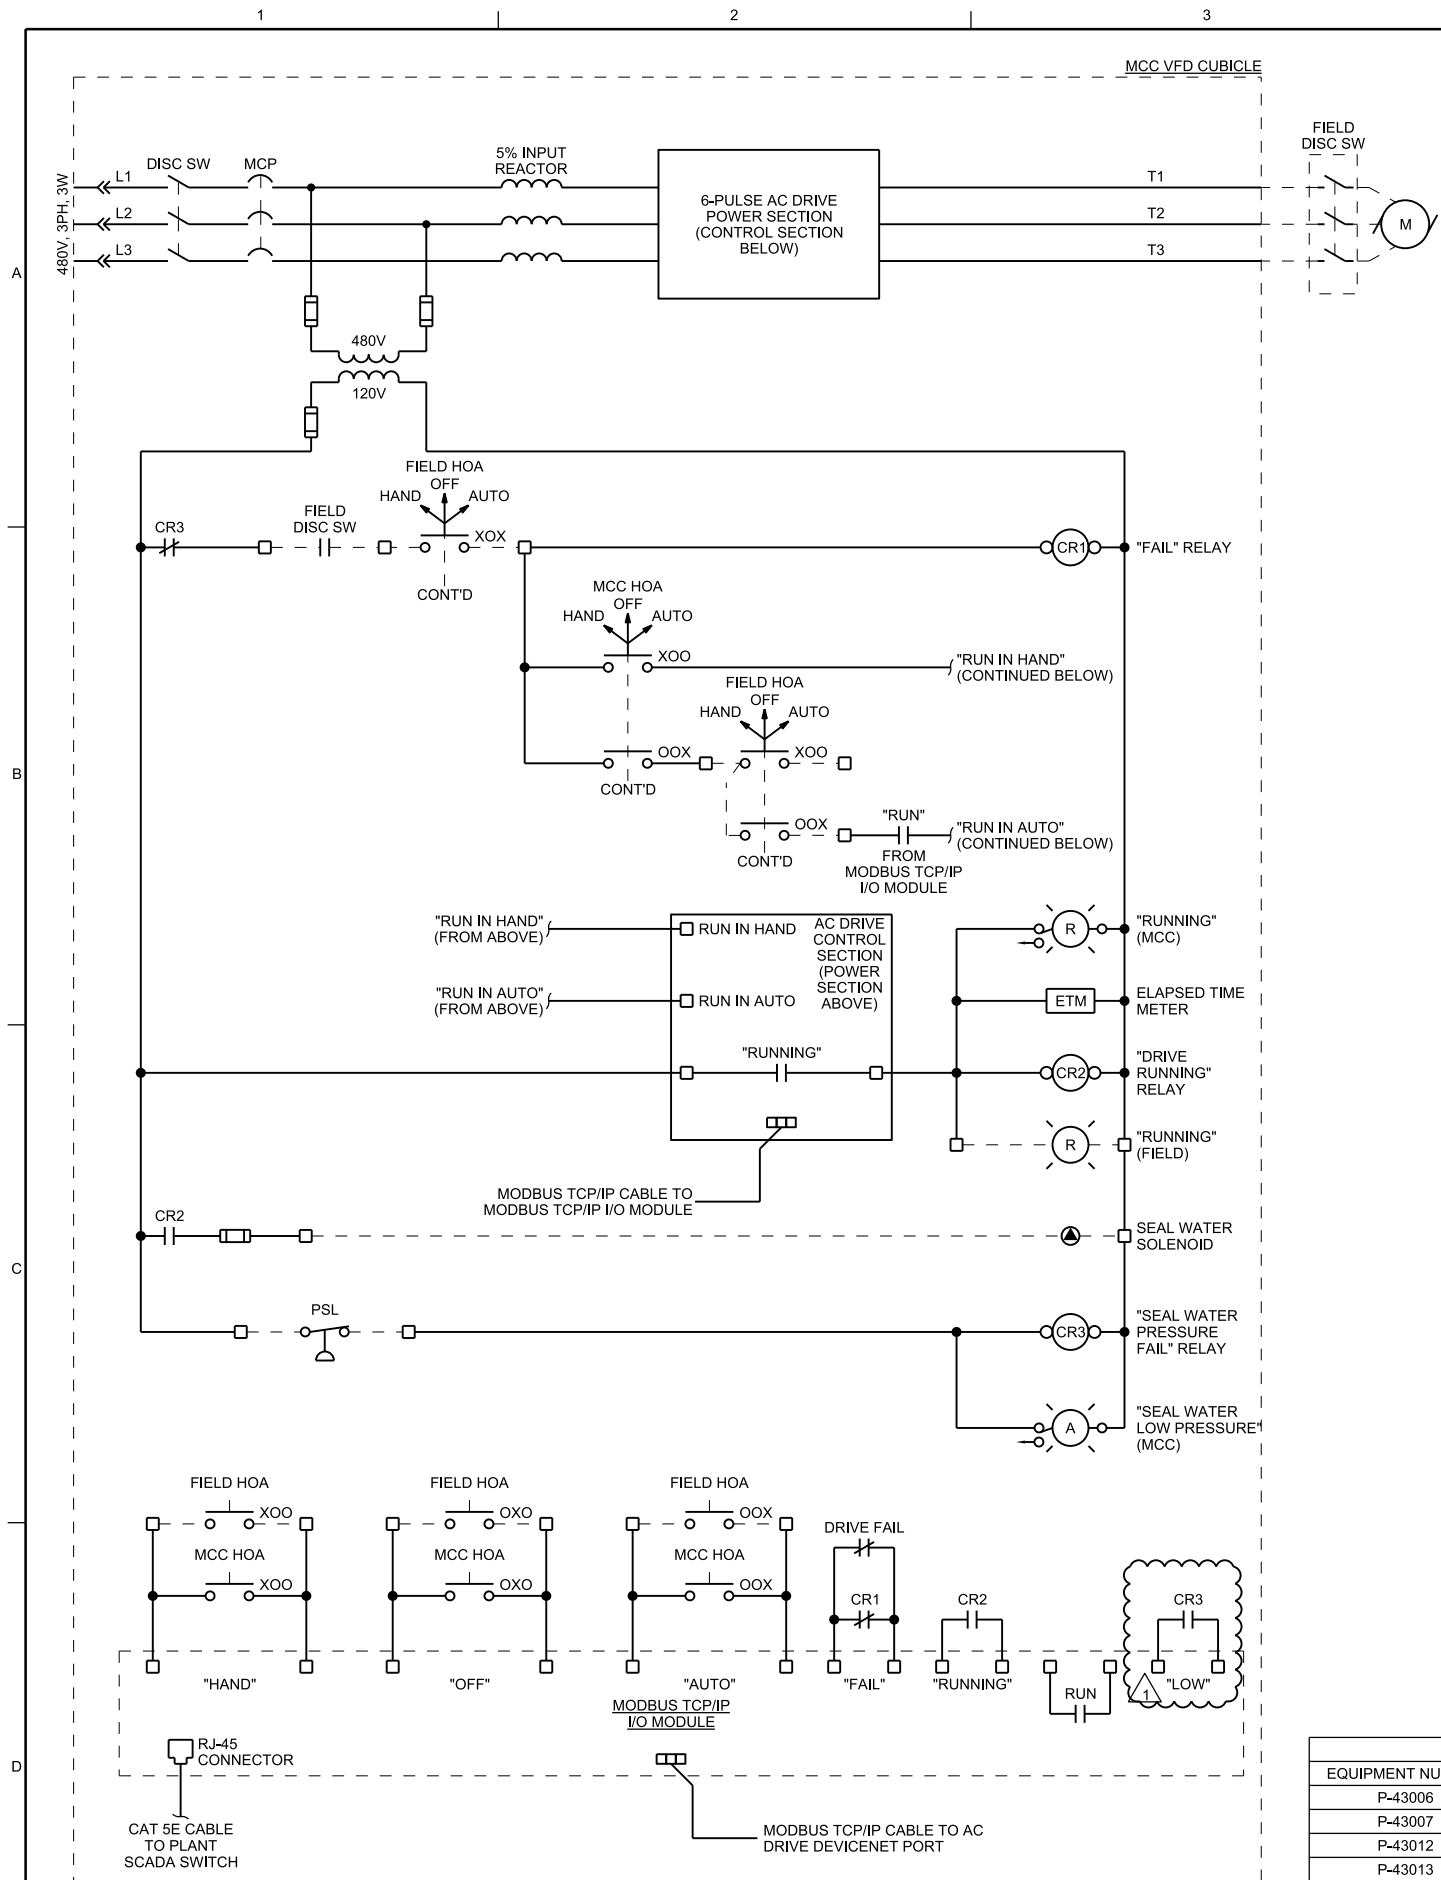 1
2
3
MCC VFD CUBICLE
FIELD
DISC SW
480V, 3PH, 3W
L1
L2
L3
DISC SW
MCP
5% INPUT
REACTOR
6-PULSE AC DRIVE
POWER SECTION
(CONTROL SECTION
BELOW)
T1
T2
T3
M
A
480V
120V
FIELD HOA
OFF
HAND
AUTO
CR3
FIELD
DISC SW
XOX
CONT'D
CR1
"FAIL" RELAY
MCC HOA
OFF
HAND
AUTO
XOO
"RUN IN HAND"
(CONTINUED BELOW)
FIELD HOA
OFF
HAND
AUTO
OOX
XOO
CONT'D
B
OOX
CONT'D
"RUN"
FROM
MODBUS TCP/IP
I/O MODULE
"RUN IN AUTO"
(CONTINUED BELOW)
"RUN IN HAND"
(FROM ABOVE)
RUN IN HAND
AC DRIVE
CONTROL
SECTION
(POWER
SECTION
ABOVE)
R
"RUNNING"
(MCC)
"RUN IN AUTO"
(FROM ABOVE)
RUN IN AUTO
ETM
ELAPSED TIME
METER
"RUNNING"
CR2
"DRIVE
RUNNING"
RELAY
R
"RUNNING"
(FIELD)
MODBUS TCP/IP CABLE TO
MODBUS TCP/IP I/O MODULE
CR2
SEAL WATER
SOLENOID
C
PSL
CR3
"SEAL WATER
PRESSURE
FAIL" RELAY
A
"SEAL WATER
LOW PRESSURE"
(MCC)
FIELD HOA
XOO
MCC HOA
XOO
"HAND"
FIELD HOA
OXO
MCC HOA
OXO
"OFF"
FIELD HOA
OOX
MCC HOA
OOX
"AUTO"
DRIVE FAIL
CR1
"FAIL"
CR2
"RUNNING"
RUN
CR3
1
"LOW"
MODBUS TCP/IP
I/O MODULE
D
RJ-45
CONNECTOR
CAT 5E CABLE
TO PLANT
SCADA SWITCH
MODBUS TCP/IP CABLE TO AC
DRIVE DEVICENET PORT
EQUIPMENT NU
P-43006
P-43007
P-43012
P-43013